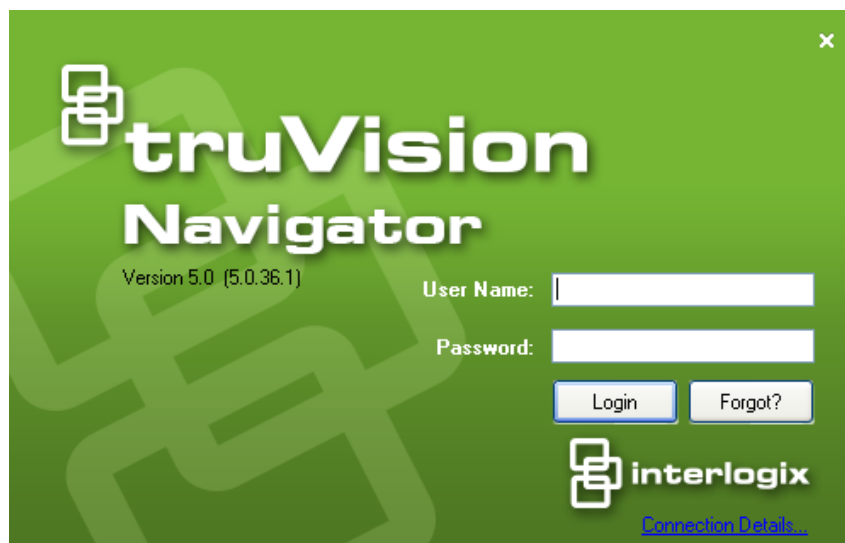 truVision
Navigator
Version 5.0 (5.0.36.1)
User Name:
Password:
Login Forgot?
interlogix
Connection Details...